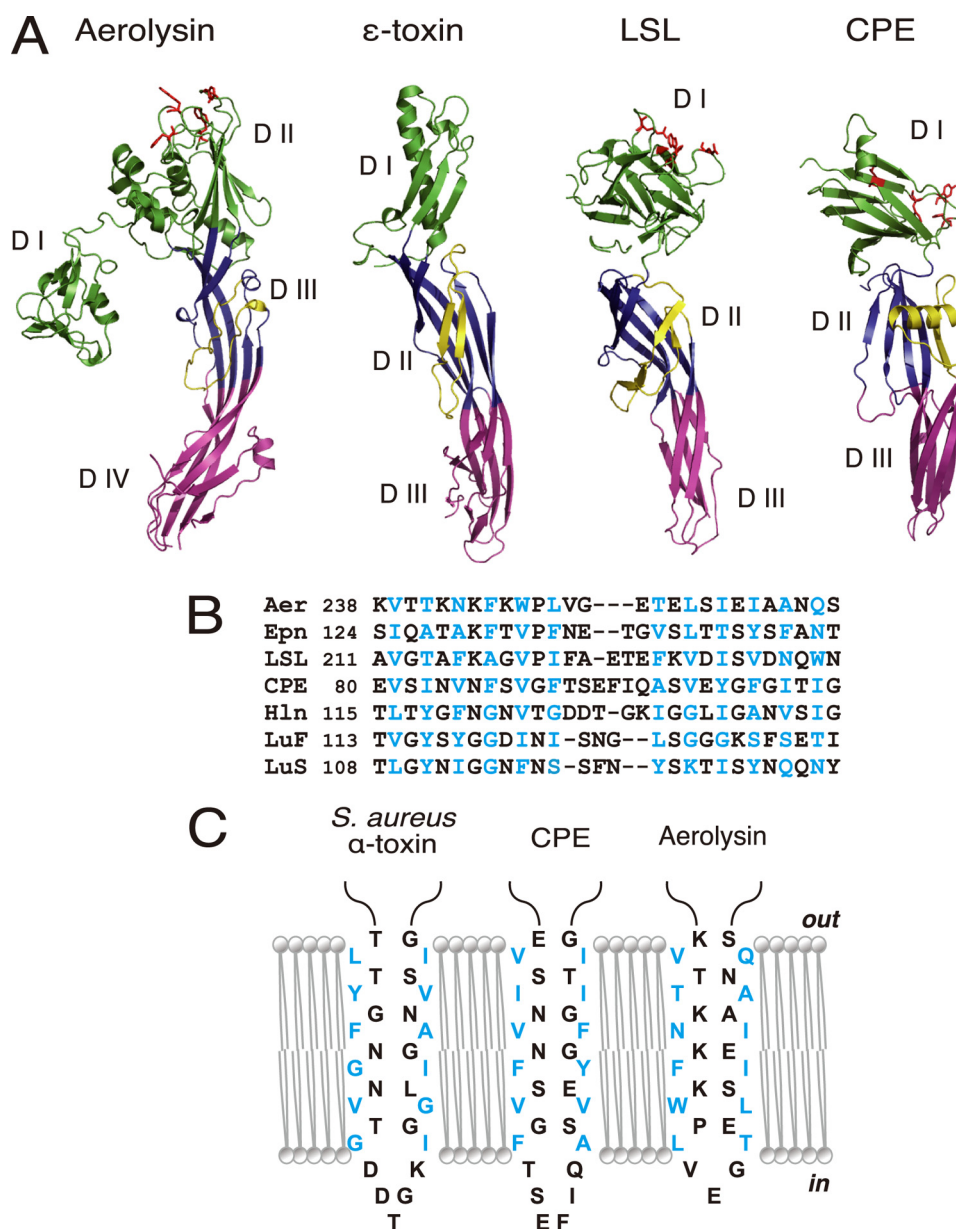 A
Aerolysin ε-toxin LSL CPE
D II
D I
D III
D IV
D I
D II
D III
D I
D II
D III
D I
D II
D III
B
Aer 238 KVTTKNKFKWPLVG---ETELSIEIAANQS
Epn 124 SIQATAKFTVPFNE--TGVSLTTSYSFANT
LSL 211 AVGTAFKAGVPIFA-ETEFKVDISVDNQWN
CPE 80 EVSINVNFSVGFTSEFIQASVEYGFGITIG
Hln 115 TLTYGFNGNVTGDDT-GKIGGLIGANVSIG
LuF 113 TVGYSYGGDINI-SNG--LSGGGKSFSETI
LuS 108 TLGYNIGGNFNS-SFN--YSKTISYNQQNY
C
S. aureus
α-toxin CPE Aerolysin
out
T G E G K S
L I V I V Q
T S S T T N
Y V I I T A
G N N G K A
F A V F N I
N G N G K E
G I F Y F I
N L S E K S
V G V V W L
T G G S P E
G I F A L T
D K T Q V G
in
D G S I E
T E F